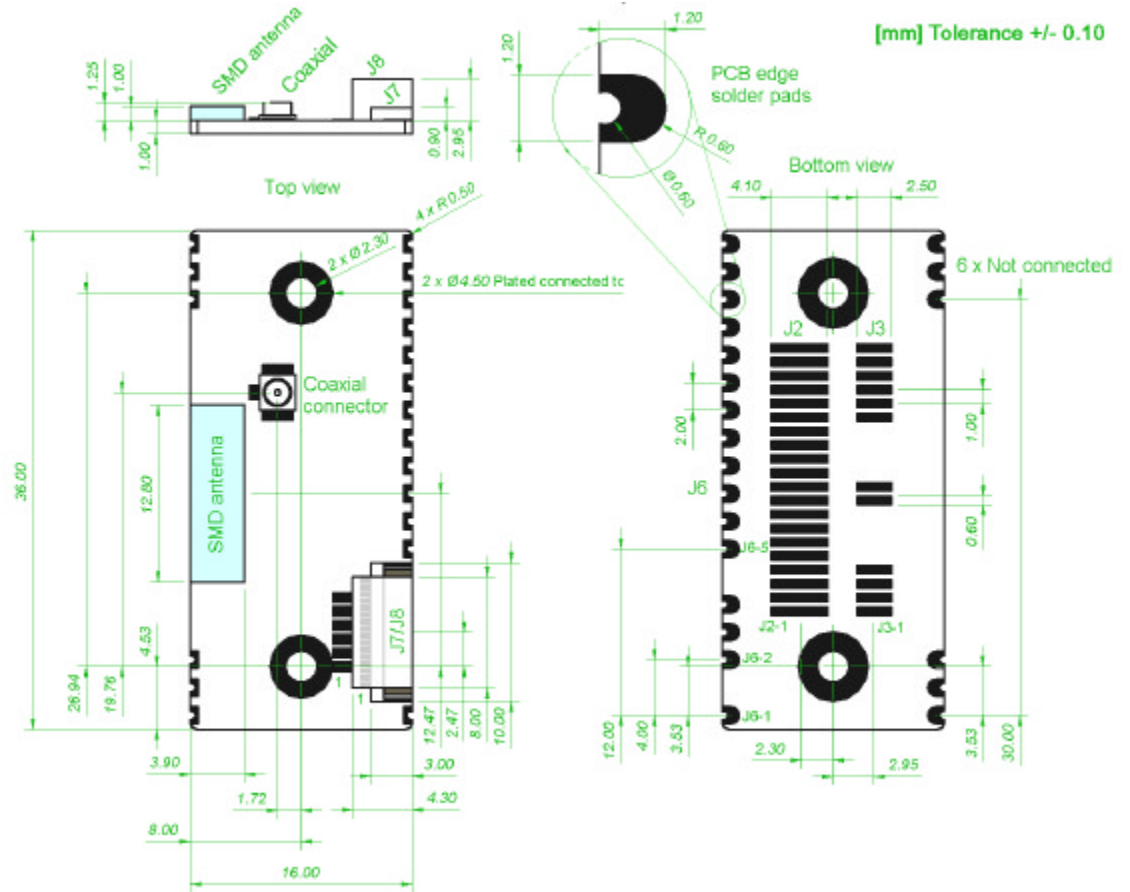 [mm] Tolerance +/- 0.10
SMD antenna
Coaxial
J8
J7
1.25
1.00
1.00
0.90
2.95
1.20
1.20
PCB edge
solder pads
R 0.60
Ø 0.60
Top view
4 x R 0.50
2 x Ø 2.30
2 x Ø4.50 Plated connected to
Coaxial
connector
SMD antenna
12.80
36.00
26.94
19.76
4.53
J7/J8
1
1
12.47
2.47
8.00
10.00
3.90
3.00
1.72
4.30
8.00
16.00
Bottom view
4.10
2.50
6 x Not connected
J2
J3
2.00
1.00
J6
0.60
J6-5
J2-1
J3-1
J6-2
J6-1
12.00
4.00
3.53
2.30
2.95
3.53
30.00